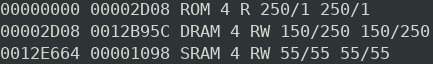 00000000 00002D08 ROM 4 R 250/1 250/1
00002D08 0012B95C DRAM 4 RW 150/250 150/250
0012E664 00001098 SRAM 4 RW 55/55 55/55